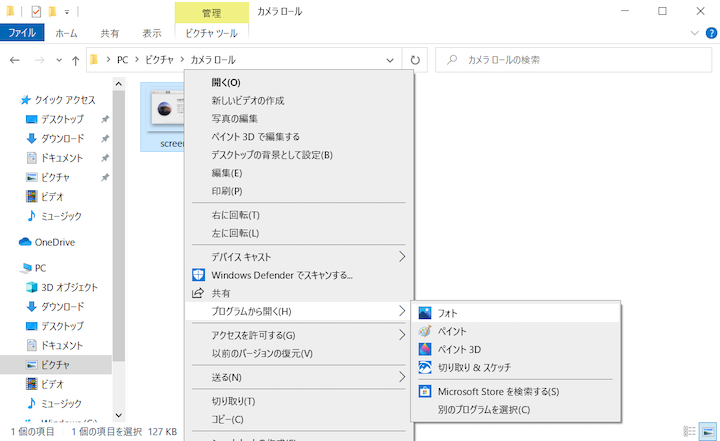 管理
カメラ ロール
ファイル
ホーム
共有
表示
ピクチャ ツール
PC
ピクチャ
カメラ ロール
カメラ ロールの検索
クイック アクセス
デスクトップ
ダウンロード
ドキュメント
ピクチャ
ビデオ
ミュージック
OneDrive
PC
3D オブジェクト
ダウンロード
デスクトップ
ドキュメント
ピクチャ
ビデオ
ミュージック
screen
開く(O)
新しいビデオの作成
写真の編集
ペイント 3D で編集する
デスクトップの背景として設定(B)
編集(E)
印刷(P)
右に回転(T)
左に回転(L)
デバイス キャスト
Windows Defender でスキャンする...
共有
プログラムから開く(H)
アクセスを許可する(G)
以前のバージョンの復元(V)
送る(N)
切り取り(T)
コピー(C)
フォト
ペイント
ペイント 3D
切り取り & スケッチ
Microsoft Store を検索する(S)
別のプログラムを選択(C)
1 個の項目
1 個の項目を選択 127 KB